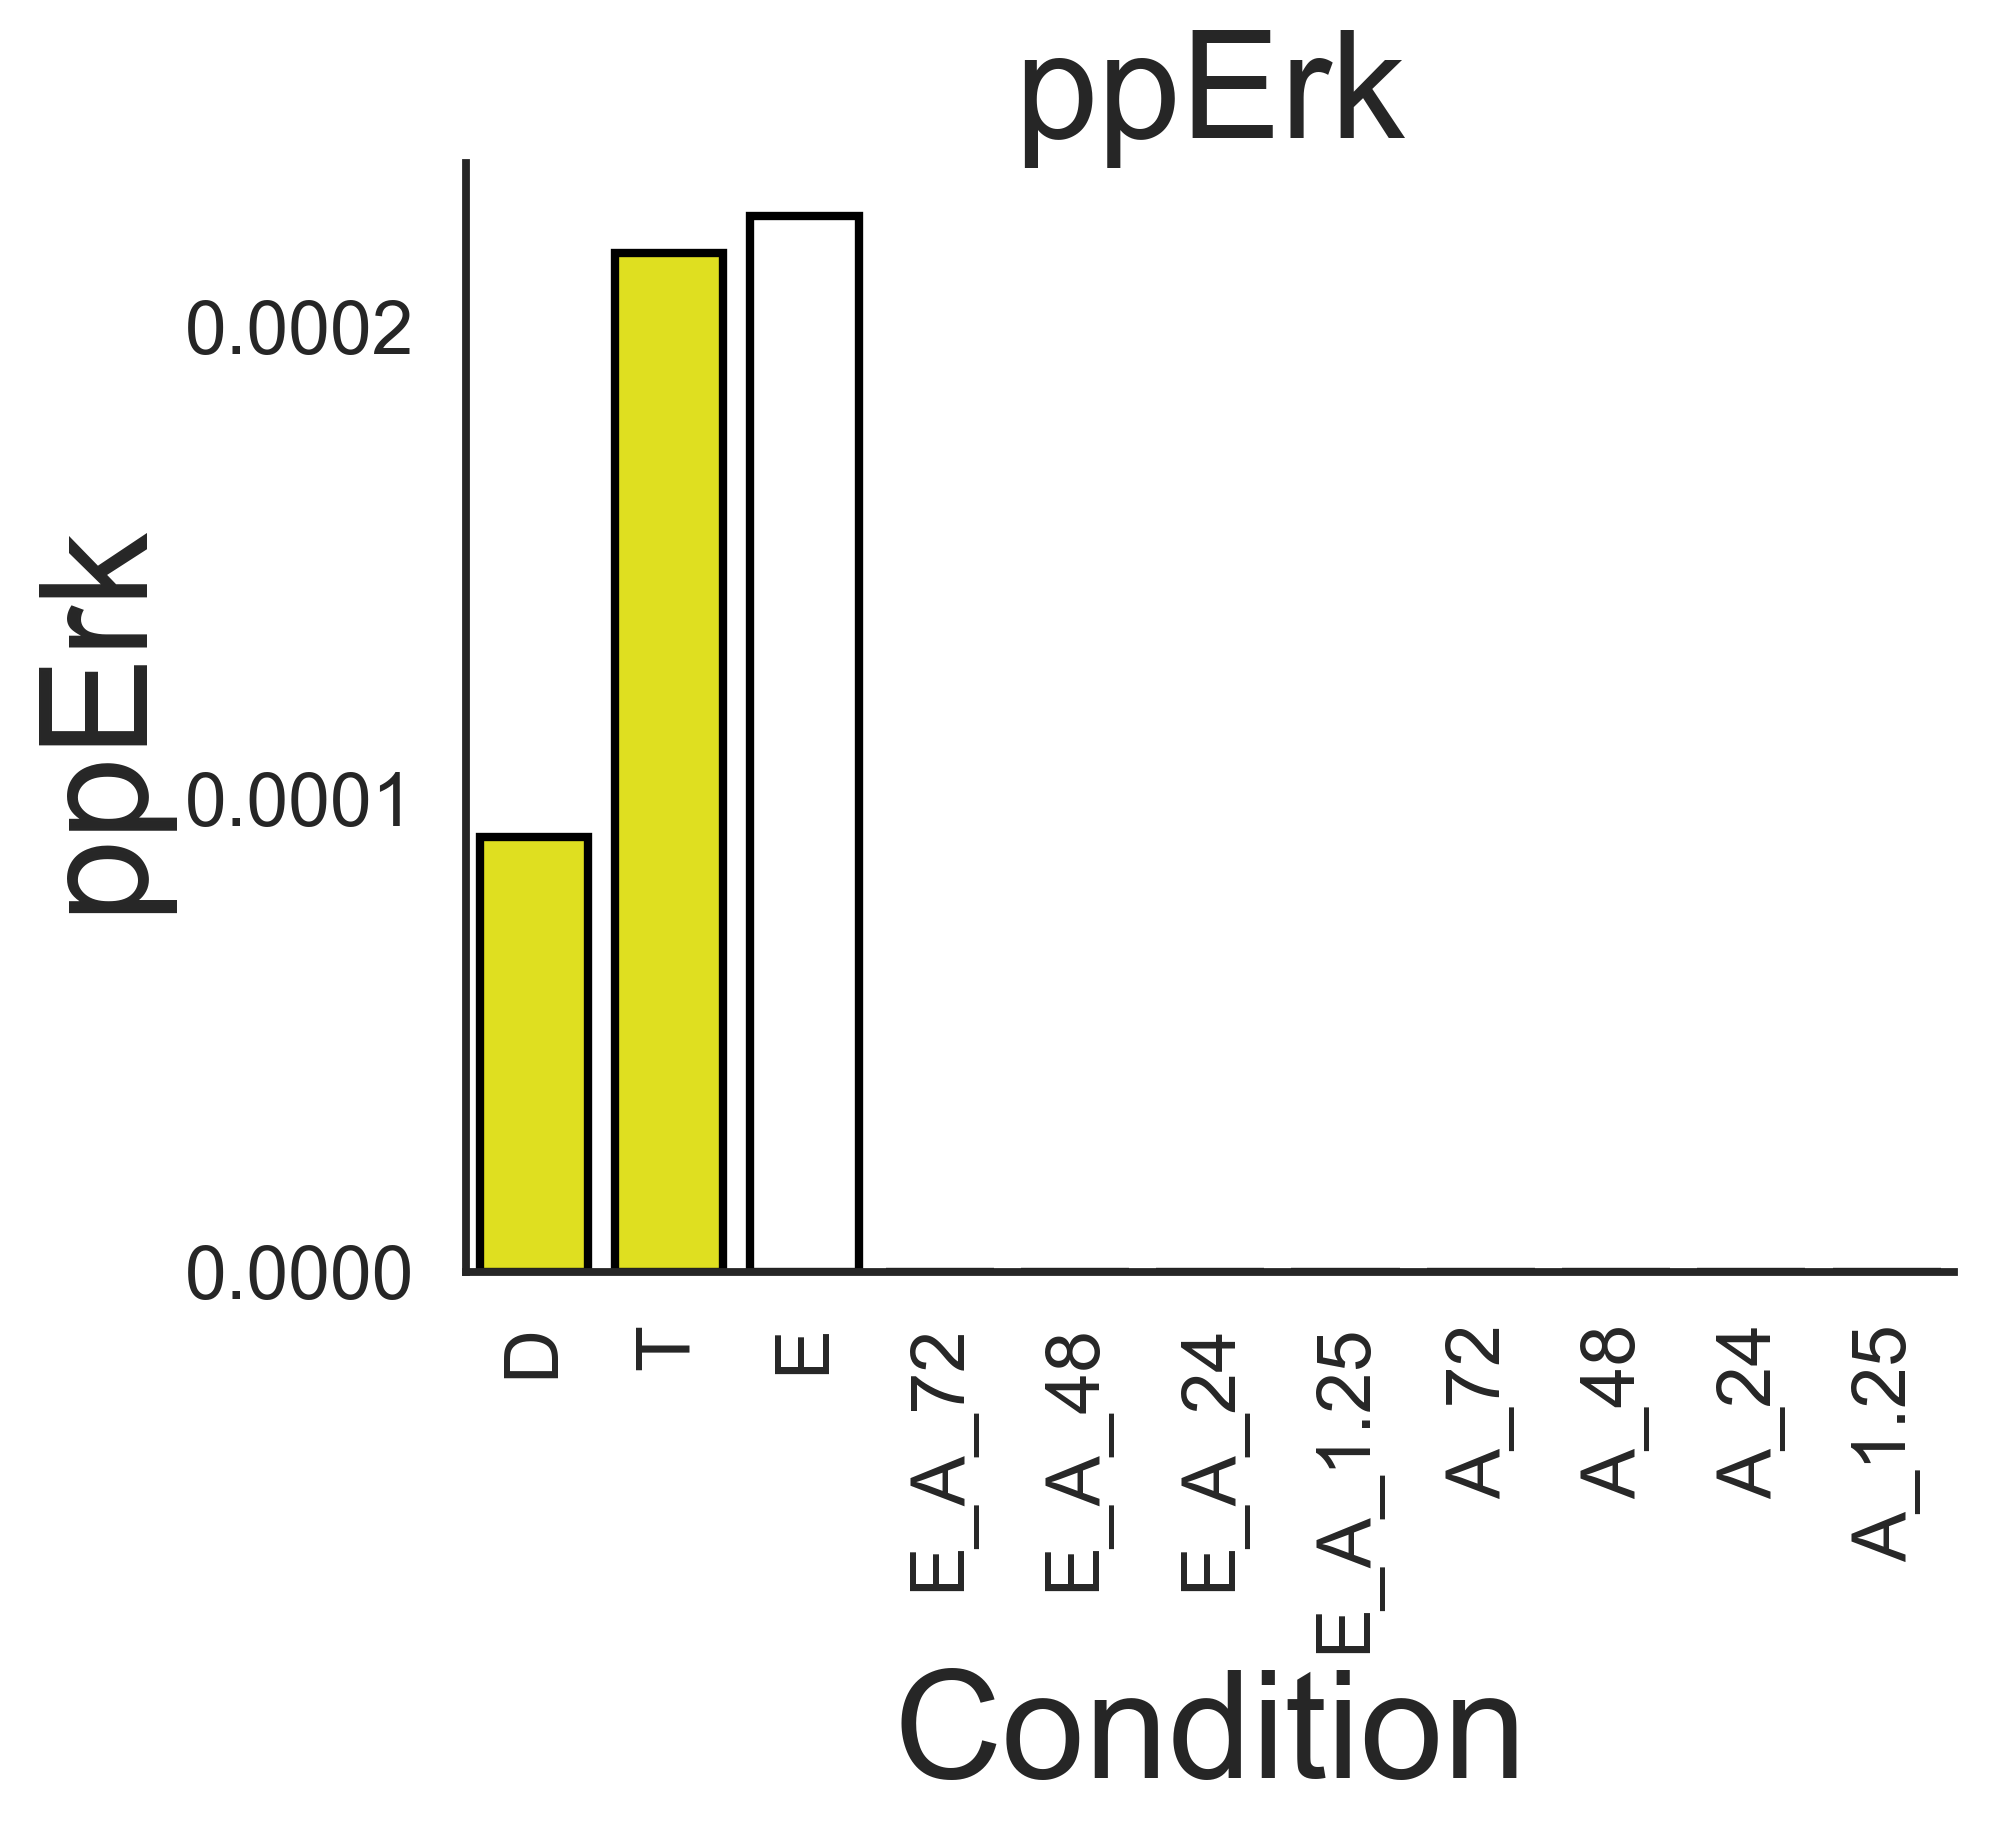 ppErk
ppErk
0.0002
0.0001
0.0000
D
T
E
E_A_72
E_A_48
E_A_24
E_A_1.25
A_72
A_48
A_24
A_1.25
Condition